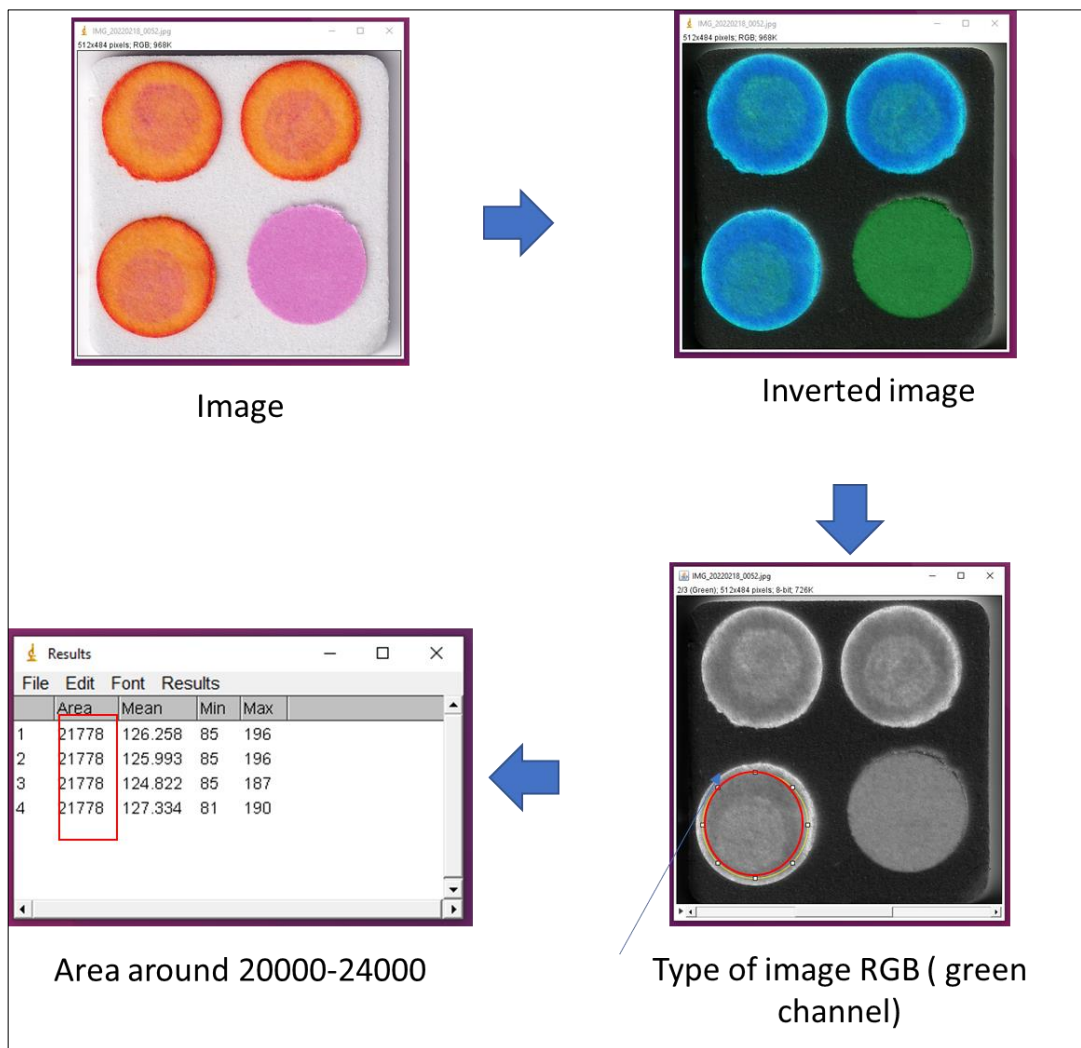 IMG_20220218_0052.jpg
512x484 pixels; RGB; 968K
Image
IMG_20220218_0052.jpg
512x484 pixels; RGB; 968K
Inverted image
IMG_20220218_0052.jpg
2/3 (Green); 512x484 pixels; 8-bit; 726K
Type of image RGB ( green
channel)
Results
File Edit Font Results
Area Mean Min Max
1 21778 126.258 85 196
2 21778 125.993 85 196
3 21778 124.822 85 187
4 21778 127.334 81 190
Area around 20000-24000